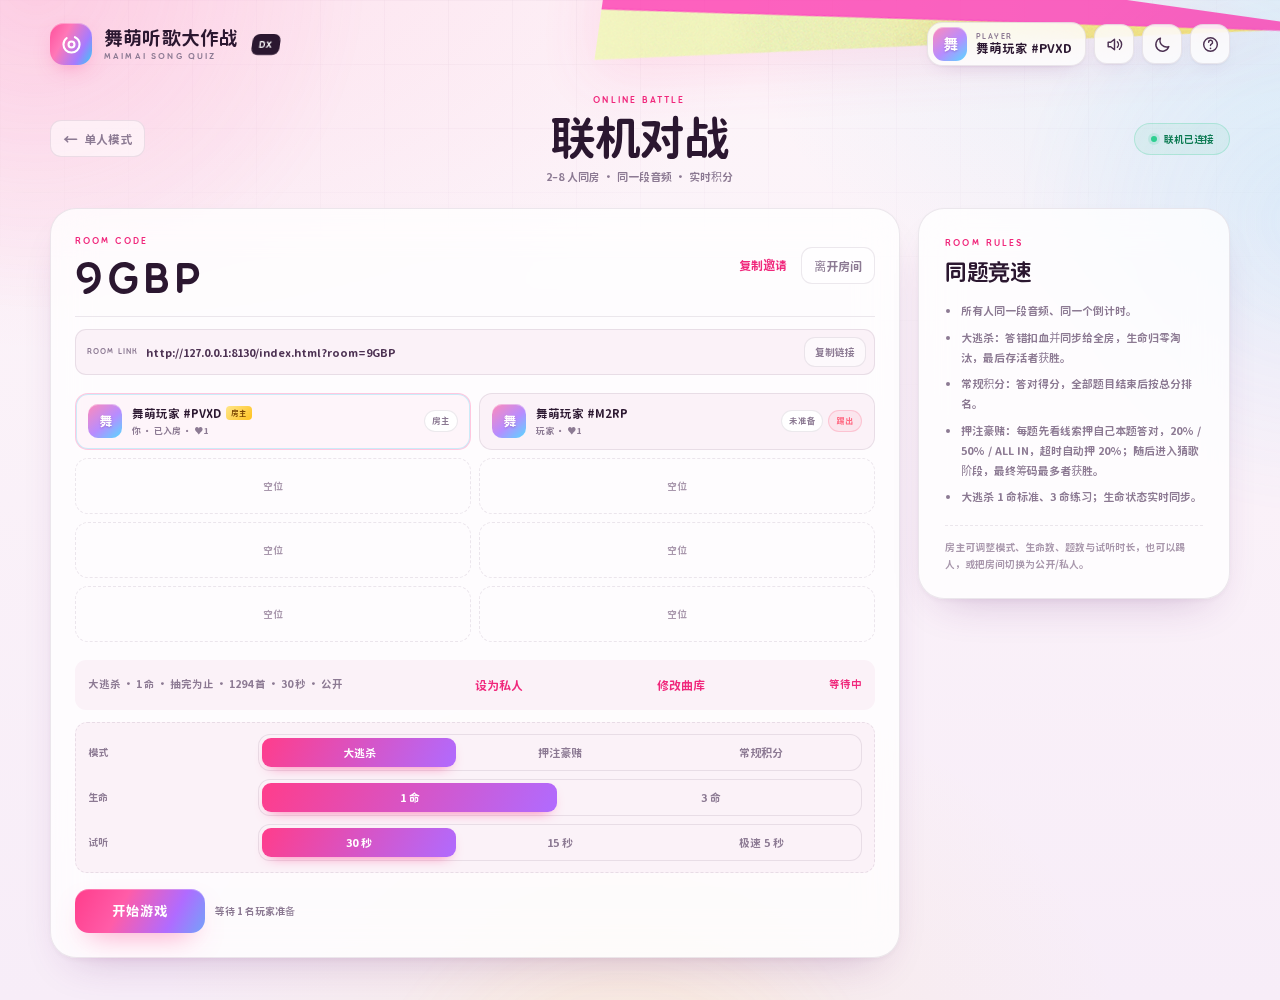 舞萌听歌大作战
MAIMAI SONG QUIZ
DX
舞
PLAYER
舞萌玩家 #PVXD
← 单人模式
ONLINE BATTLE
联机对战
2–8 人同房 · 同一段音频 · 实时积分
联机已连接
ROOM CODE
9GBP
复制邀请
离开房间
ROOM LINK http://127.0.0.1:8130/index.html?room=9GBP
复制链接
舞
舞萌玩家 #PVXD 房主
你 · 已入房 · ♥1
房主
舞
舞萌玩家 #M2RP
玩家 · ♥1
未准备
踢出
空位
空位
空位
空位
空位
空位
大逃杀 · 1命 · 抽完为止 · 1294首 · 30秒 · 公开
设为私人
修改曲库
等待中
模式
大逃杀
押注豪赌
常规积分
生命
1 命
3 命
试听
30 秒
15 秒
极速 5 秒
开始游戏
等待 1 名玩家准备
ROOM RULES
同题竞速
• 所有人同一段音频、同一个倒计时。
• 大逃杀：答错扣血并同步给全房，生命归零淘
汰，最后存活者获胜。
• 常规积分：答对得分，全部题目结束后按总分排
名。
• 押注豪赌：每题先看线索押自己本题答对，20% /
50% / ALL IN，超时自动押 20%；随后进入猜歌
阶段，最终筹码最多者获胜。
• 大逃杀 1 命标准、3 命练习；生命状态实时同步。
房主可调整模式、生命数、题数与试听时长，也可以踢
人，或把房间切换为公开/私人。